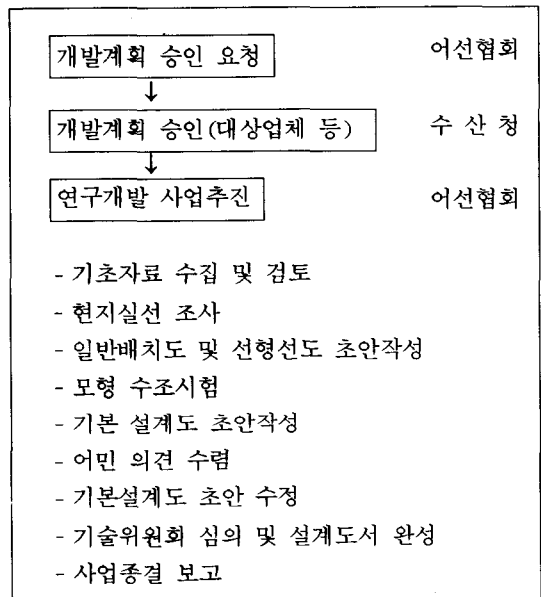 개발계획 승인 요청 어선협회
↓
개발계획 승인(대상업체 등) 수 산 청
↓
연구개발 사업추진 어선협회
- 기초자료 수집 및 검토
- 현지실선 조사
- 일반배치도 및 선형선도 초안작성
- 모형 수조시험
- 기본 설계도 초안작성
- 어민 의견 수렴
- 기본설계도 초안 수정
- 기술위원회 심의 및 설계도서 완성
- 사업종결 보고